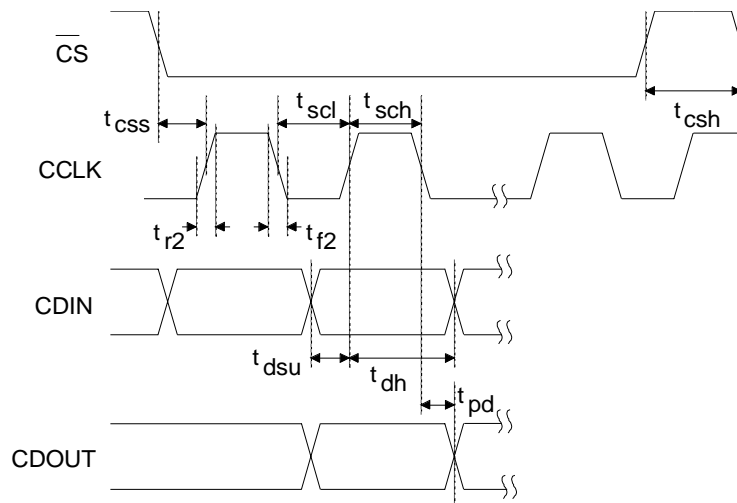 CS
t css
t scl
t sch
t csh
CCLK
t r2
t f2
CDIN
t dsu
t dh
t pd
CDOUT